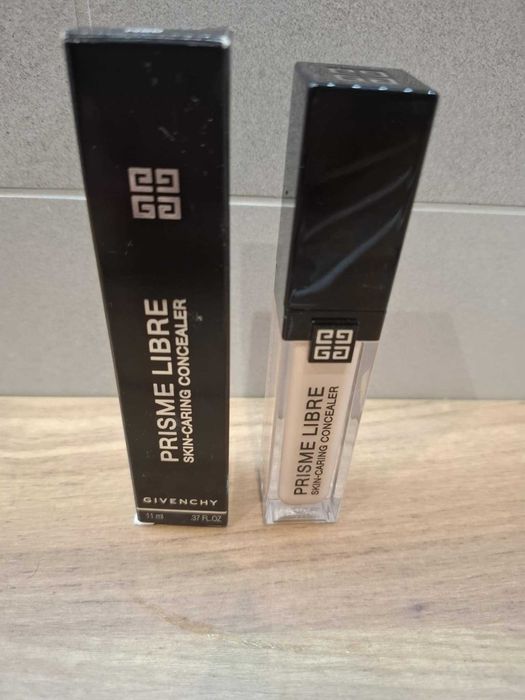 PRISME LIBRE
SKIN-CARING CONCEALER
GIVENCHY
11 ml .37 FL.OZ
PRISME LIBRE
SKIN-CARING CONCEALER